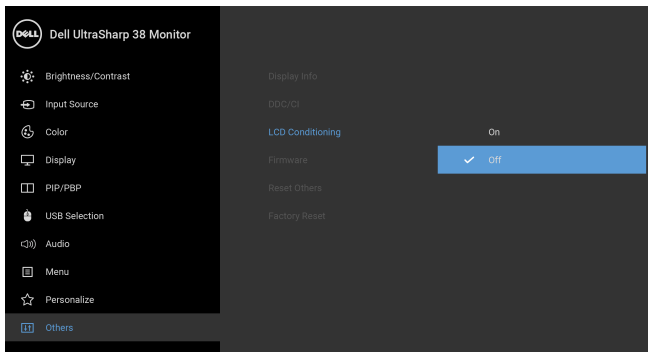 DELL Dell UltraSharp 38 Monitor
Brightness/Contrast Display Info
Input Source DDC/CI
Color LCD Conditioning On
Display Firmware Off
PIP/PBP Reset Others
USB Selection Factory Reset
Audio
Menu
Personalize
Others